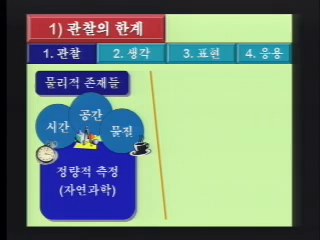 1) 관찰의 한계
1. 관찰 2. 생각 3. 표현 4. 응용
물리적 존재들
공간
시간 물질
정량적 측정
(자연과학)